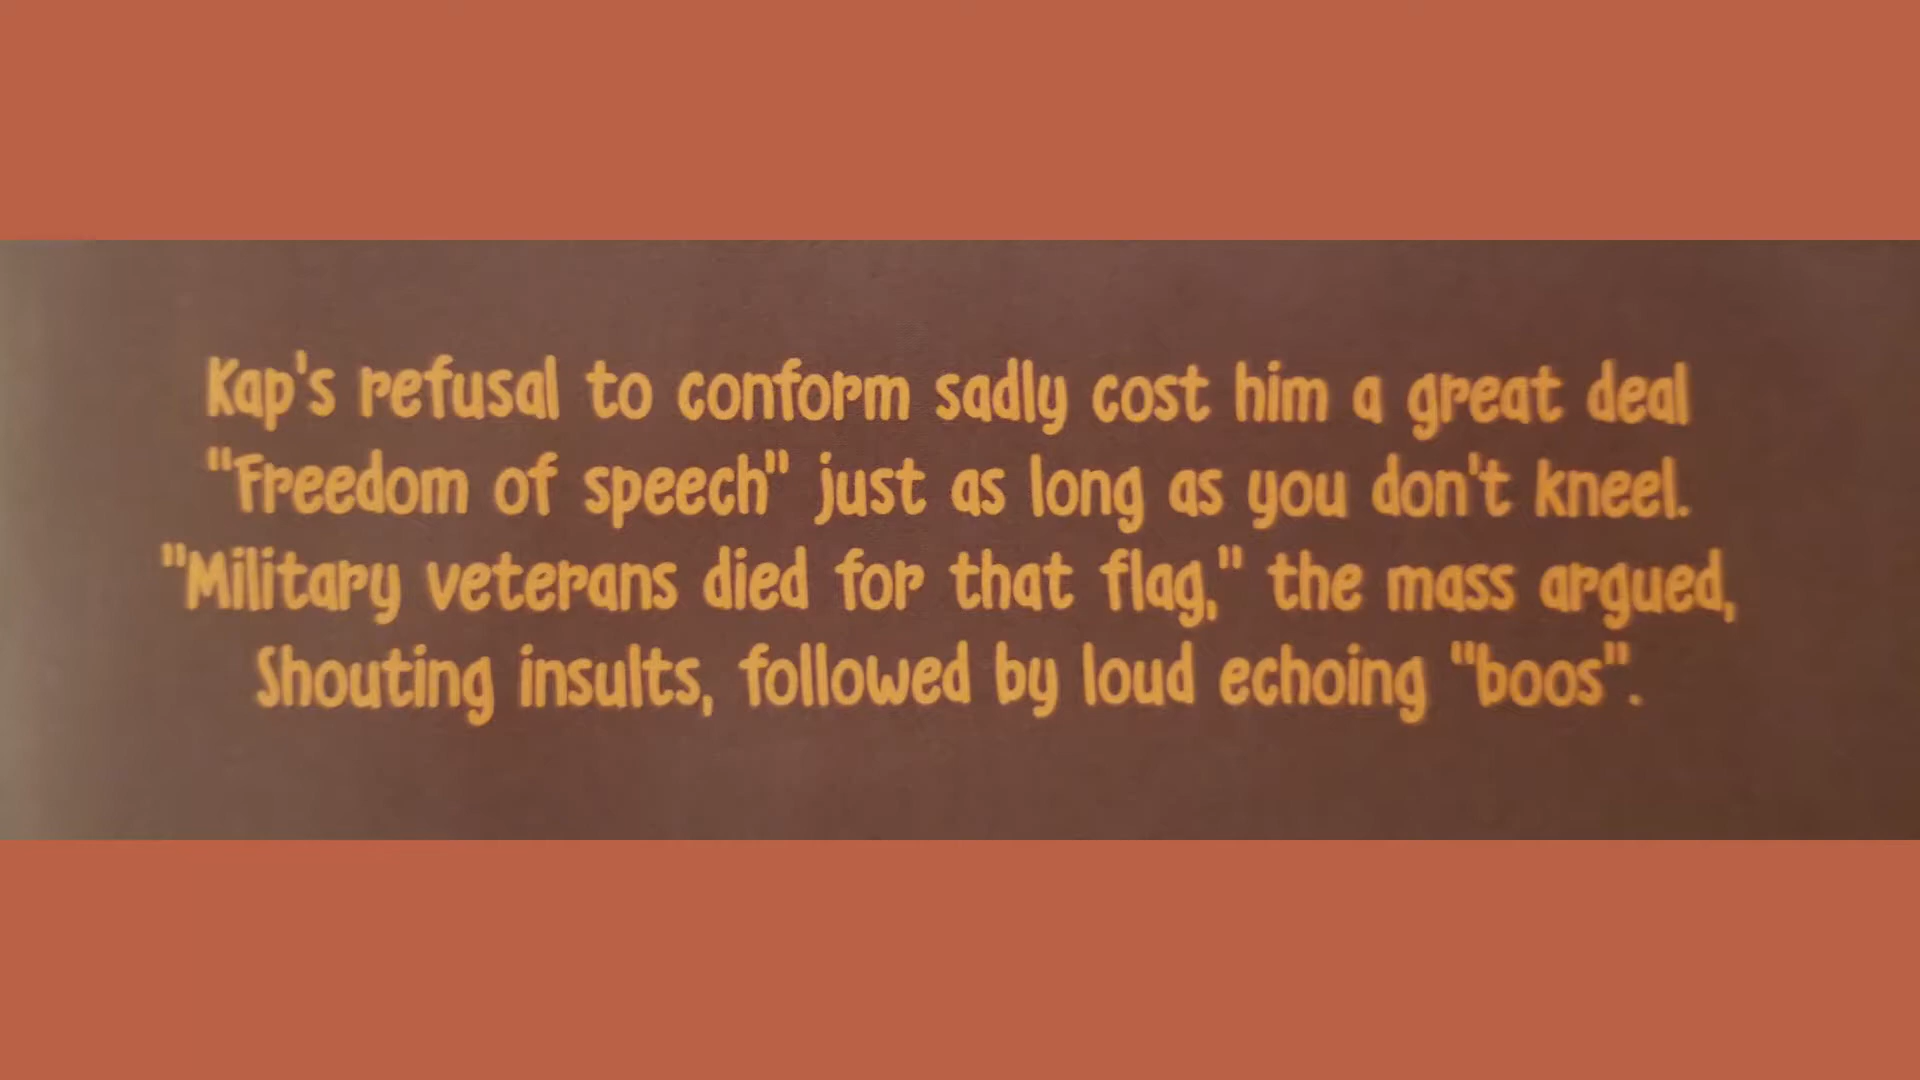 Kap's refusal to conform sadly cost him a great deal
"Freedom of speech" just as long as you don't kneel.
"Military veterans died for that flag," the mass argued,
Shouting insults, followed by loud echoing "boos".